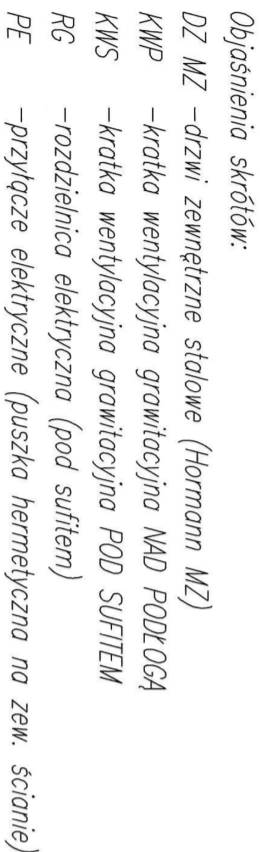 Objaśnienia skrótów:
DZ MZ -drzwi zewnętrzne stalowe (Hormann MZ)
KWP -kratka wentylacyjna grawitacyjna NAD PODŁOGĄ
KWS -kratka wentylacyjna grawitacyjna POD SUFITEM
RG -rozdzielnica elektryczna (pod sufitem)
PE -przyłącze elektryczne (puszka hermetyczna na zew. ścianie)